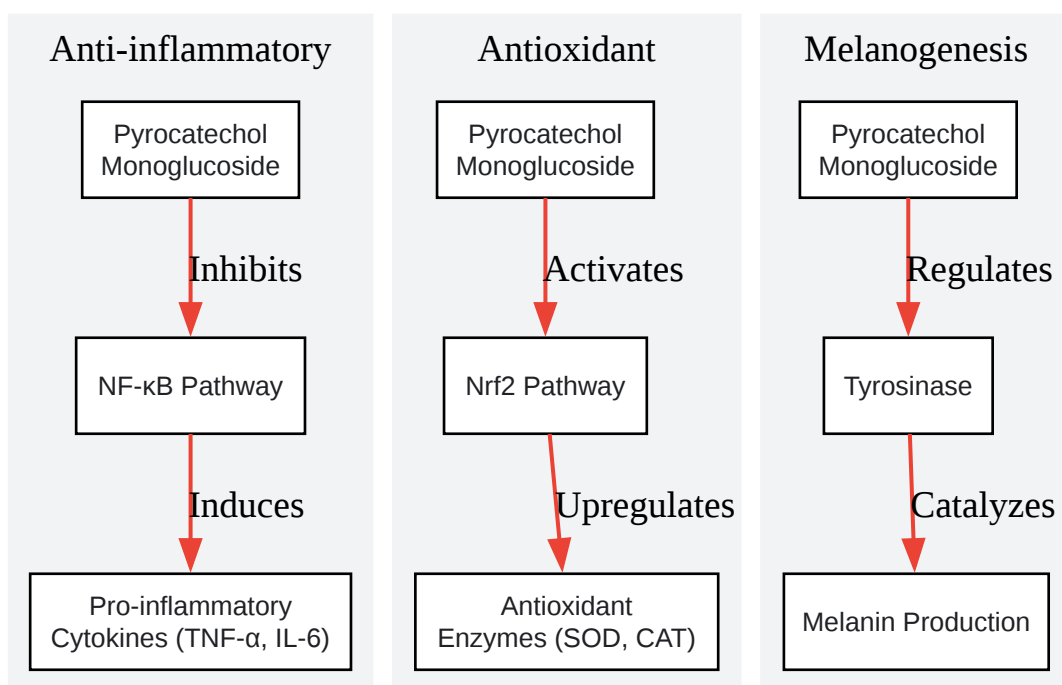 Anti-inflammatory
Pyrocatechol
Monoglucoside
Inhibits
NF-κB Pathway
Induces
Pro-inflammatory
Cytokines (TNF-α, IL-6)
Antioxidant
Pyrocatechol
Monoglucoside
Activates
Nrf2 Pathway
Upregulates
Antioxidant
Enzymes (SOD, CAT)
Melanogenesis
Pyrocatechol
Monoglucoside
Regulates
Tyrosinase
Catalyzes
Melanin Production